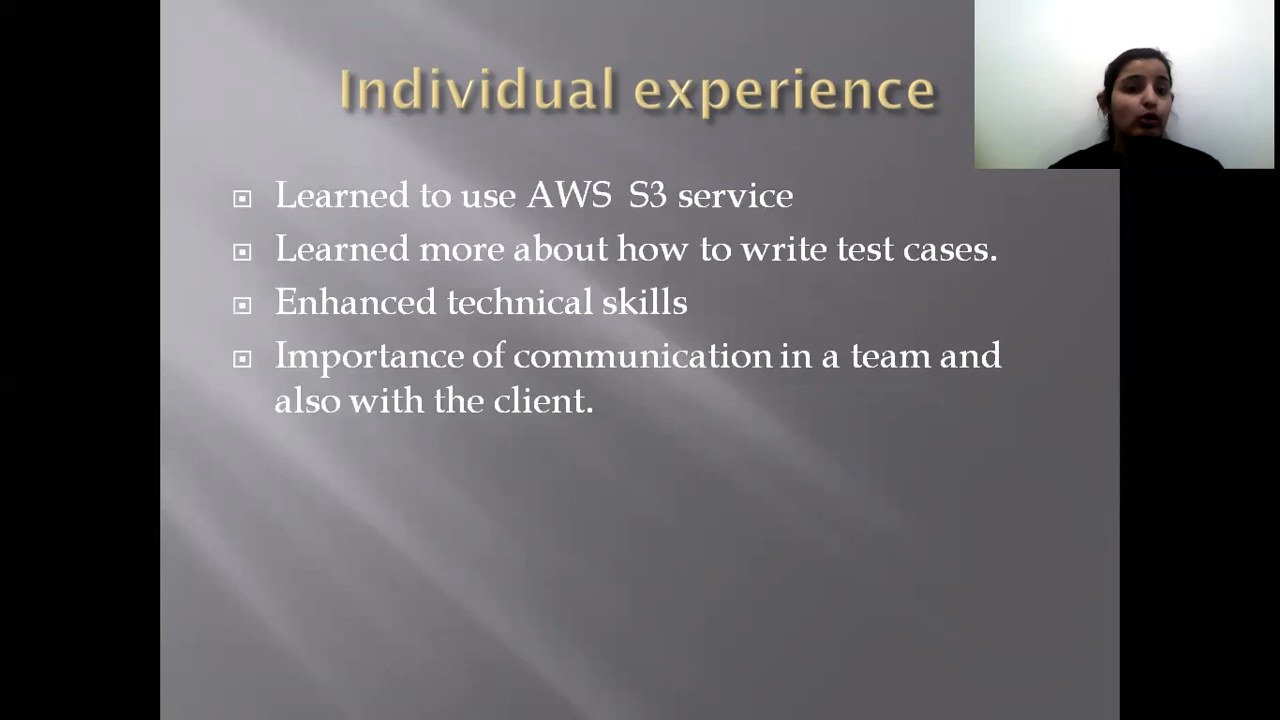 Individual experience
Learned to use AWS S3 service
Learned more about how to write test cases.
Enhanced technical skills
Importance of communication in a team and
also with the client.